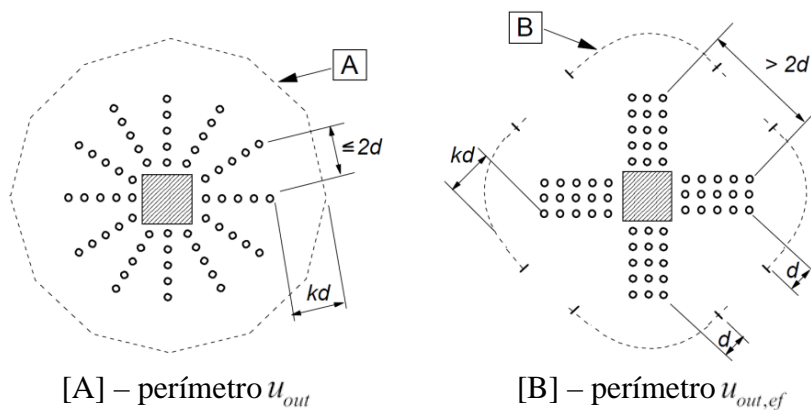 A
≤2d
kd
[A] – perímetro u_out
B
> 2d
kd
d
d
[B] – perímetro u_out,ef